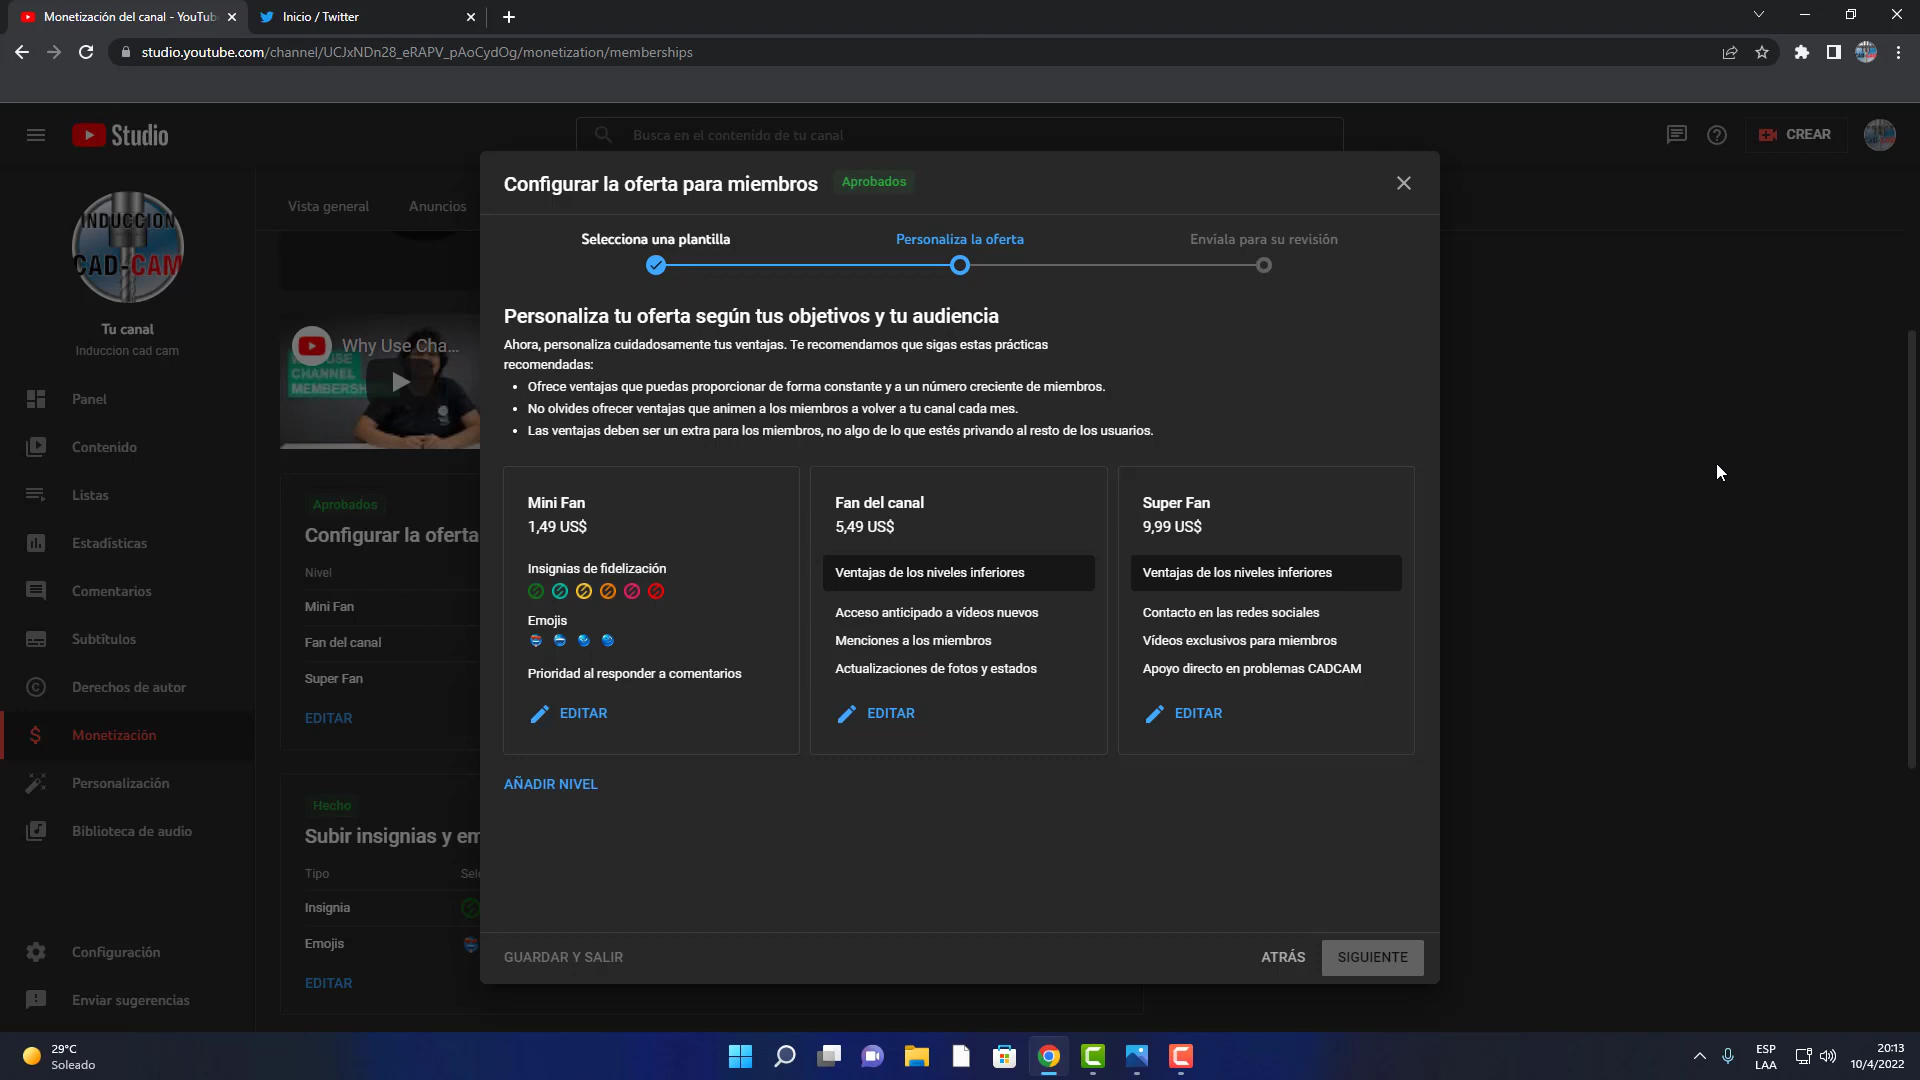 Monetización del canal - YouTub
Inicio / Twitter
studio.youtube.com/channel/UCJxNDn28_eRAPV_pAoCydOg/monetization/memberships
Studio
Busca en el contenido de tu canal
CREAR
INDUCCION
CAD-CAM
Tu canal
Induccion cad cam
Panel
Contenido
Listas
Estadísticas
Comentarios
Subtítulos
Derechos de autor
Monetización
Personalización
Biblioteca de audio
Configuración
Enviar sugerencias
Vista general
Anuncios
Why Use Cha...
CHANNEL
Aprobados
Configurar la oferta
Nivel
Mini Fan
Fan del canal
Super Fan
EDITAR
Hecho
Subir insignias y em
Tipo
Sele
Insignia
Emojis
EDITAR
Configurar la oferta para miembros
Aprobados
Selecciona una plantilla
Personaliza la oferta
Envíala para su revisión
Personaliza tu oferta según tus objetivos y tu audiencia
Ahora, personaliza cuidadosamente tus ventajas. Te recomendamos que sigas estas prácticas
recomendadas:
• Ofrece ventajas que puedas proporcionar de forma constante y a un número creciente de miembros.
• No olvides ofrecer ventajas que animen a los miembros a volver a tu canal cada mes.
• Las ventajas deben ser un extra para los miembros, no algo de lo que estés privando al resto de los usuarios.
Mini Fan
1,49 US$
Insignias de fidelización
Emojis
Prioridad al responder a comentarios
EDITAR
Fan del canal
5,49 US$
Ventajas de los niveles inferiores
Acceso anticipado a vídeos nuevos
Menciones a los miembros
Actualizaciones de fotos y estados
EDITAR
Super Fan
9,99 US$
Ventajas de los niveles inferiores
Contacto en las redes sociales
Vídeos exclusivos para miembros
Apoyo directo en problemas CADCAM
EDITAR
AÑADIR NIVEL
GUARDAR Y SALIR
ATRÁS
SIGUIENTE
29°C
Soleado
ESP
LAA
20:13
10/4/2022